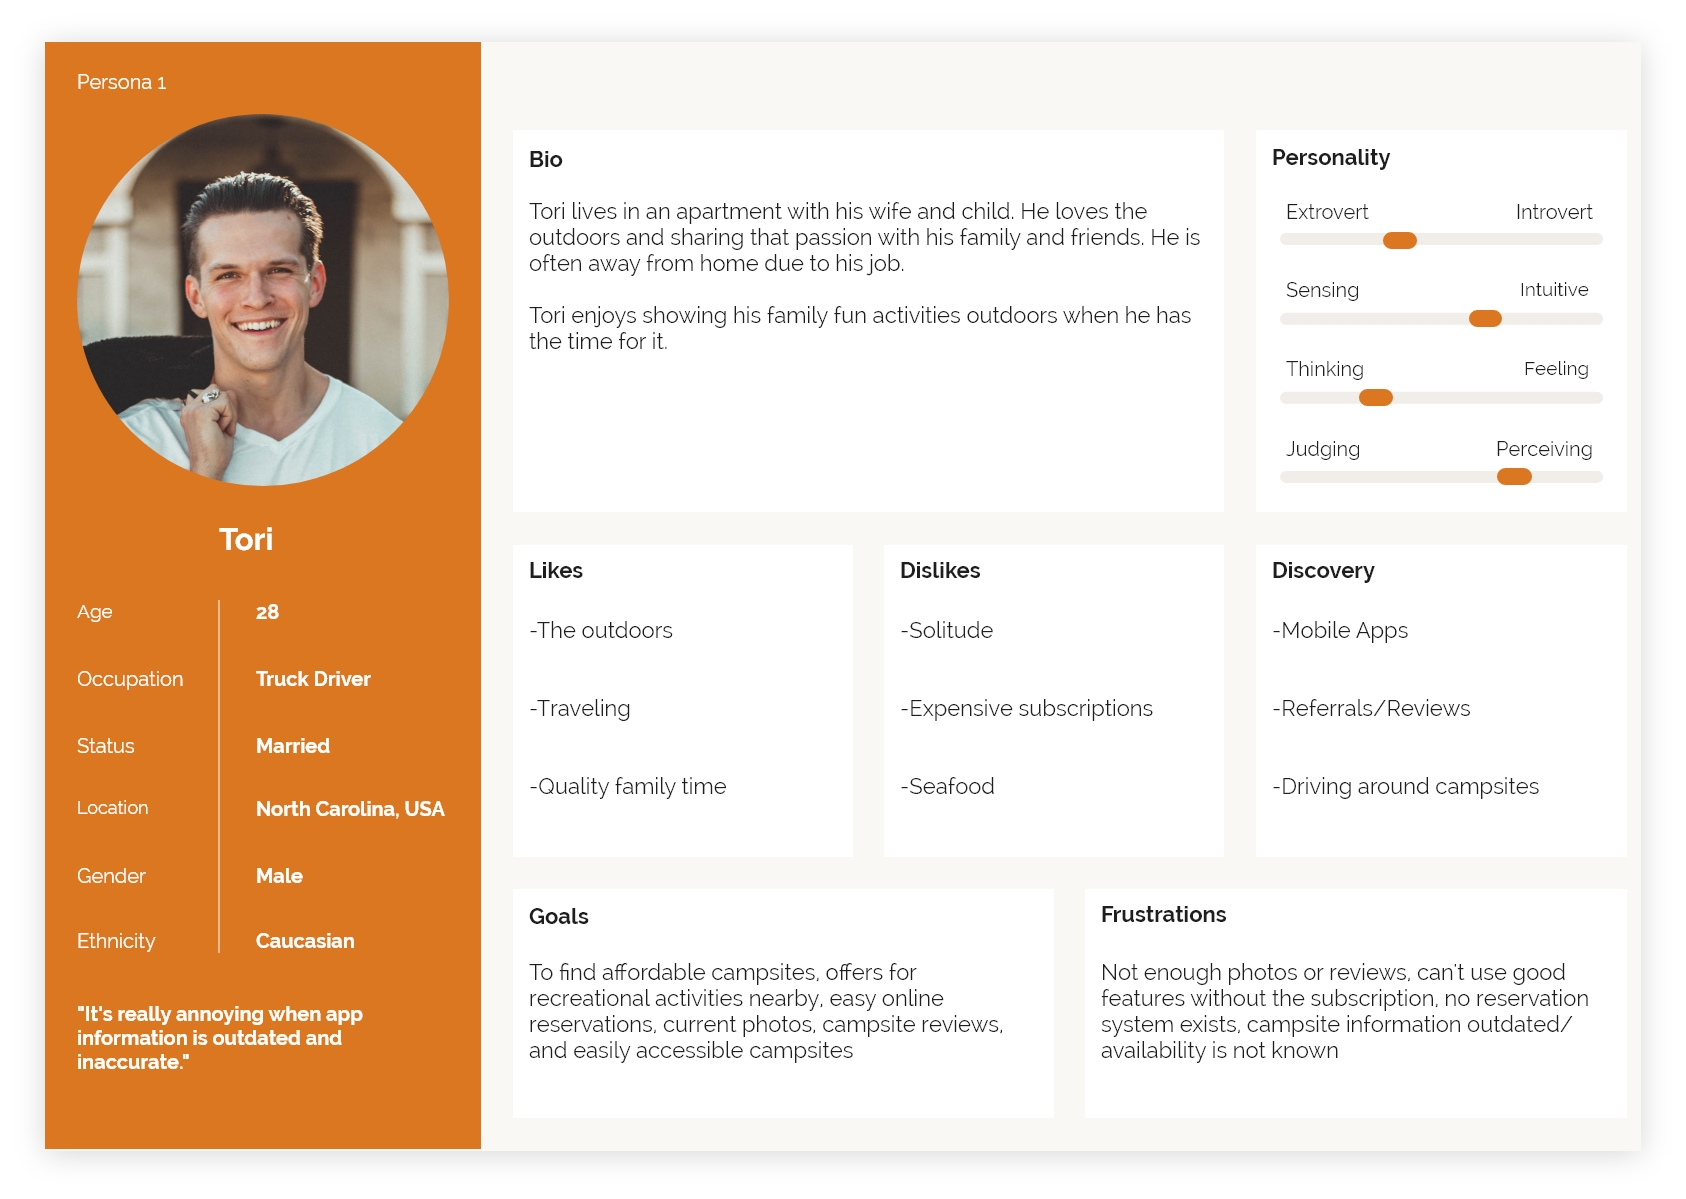 Persona 1
Tori
Age 28
Occupation Truck Driver
Status Married
Location North Carolina, USA
Gender Male
Ethnicity Caucasian
"It's really annoying when app
information is outdated and
inaccurate."
Bio
Tori lives in an apartment with his wife and child. He loves the
outdoors and sharing that passion with his family and friends. He is
often away from home due to his job.
Tori enjoys showing his family fun activities outdoors when he has
the time for it.
Personality
Extrovert Introvert
Sensing Intuitive
Thinking Feeling
Judging Perceiving
Likes
-The outdoors
-Traveling
-Quality family time
Dislikes
-Solitude
-Expensive subscriptions
-Seafood
Discovery
-Mobile Apps
-Referrals/Reviews
-Driving around campsites
Goals
To find affordable campsites, offers for
recreational activities nearby, easy online
reservations, current photos, campsite reviews,
and easily accessible campsites
Frustrations
Not enough photos or reviews, can't use good
features without the subscription, no reservation
system exists, campsite information outdated/
availability is not known